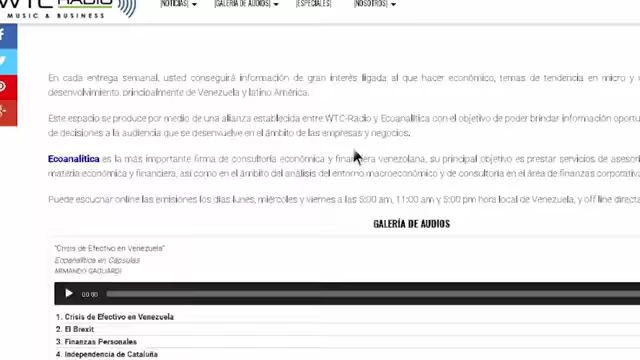 WTC RADIO
MUSIC & BUSINESS
|NOTICIAS| |GALERÍA DE AUDIOS| |ESPECIALES| |NOSOTROS|
En cada entrega semanal, usted conseguirá información de gran interés ligada al que hacer económico, temas de tendencia en micro y
desenvolvimiento, principalmente de Venezuela y latino América.
Este espacio se produce por medio de una alianza establecida entre WTC-Radio y Ecoanalítica con el objetivo de poder brindar información oportu
de decisiones a la audiencia que se desenvuelve en el ámbito de las empresas y negocios.
Ecoanalítica es la más importante firma de consultoría económica y financiera venezolana, su principal objetivo es prestar servicios de asesor
materia económica y financiera, así como en el ámbito del análisis del entorno macroeconómico y de consultoría en el área de finanzas corporativa
Puede escuchar online las emisiones los días lunes, miércoles y viernes a las 5:00 am, 11:00 am y 5:00 pm hora local de Venezuela, y off line direct
GALERÍA DE AUDIOS
"Crisis de Efectivo en Venezuela"
Ecoanalítica en Cápsulas
ARMANDO GAGLIARDI
00:00
1. Crisis de Efectivo en Venezuela
2. El Brexit
3. Finanzas Personales
4. Independencia de Cataluña